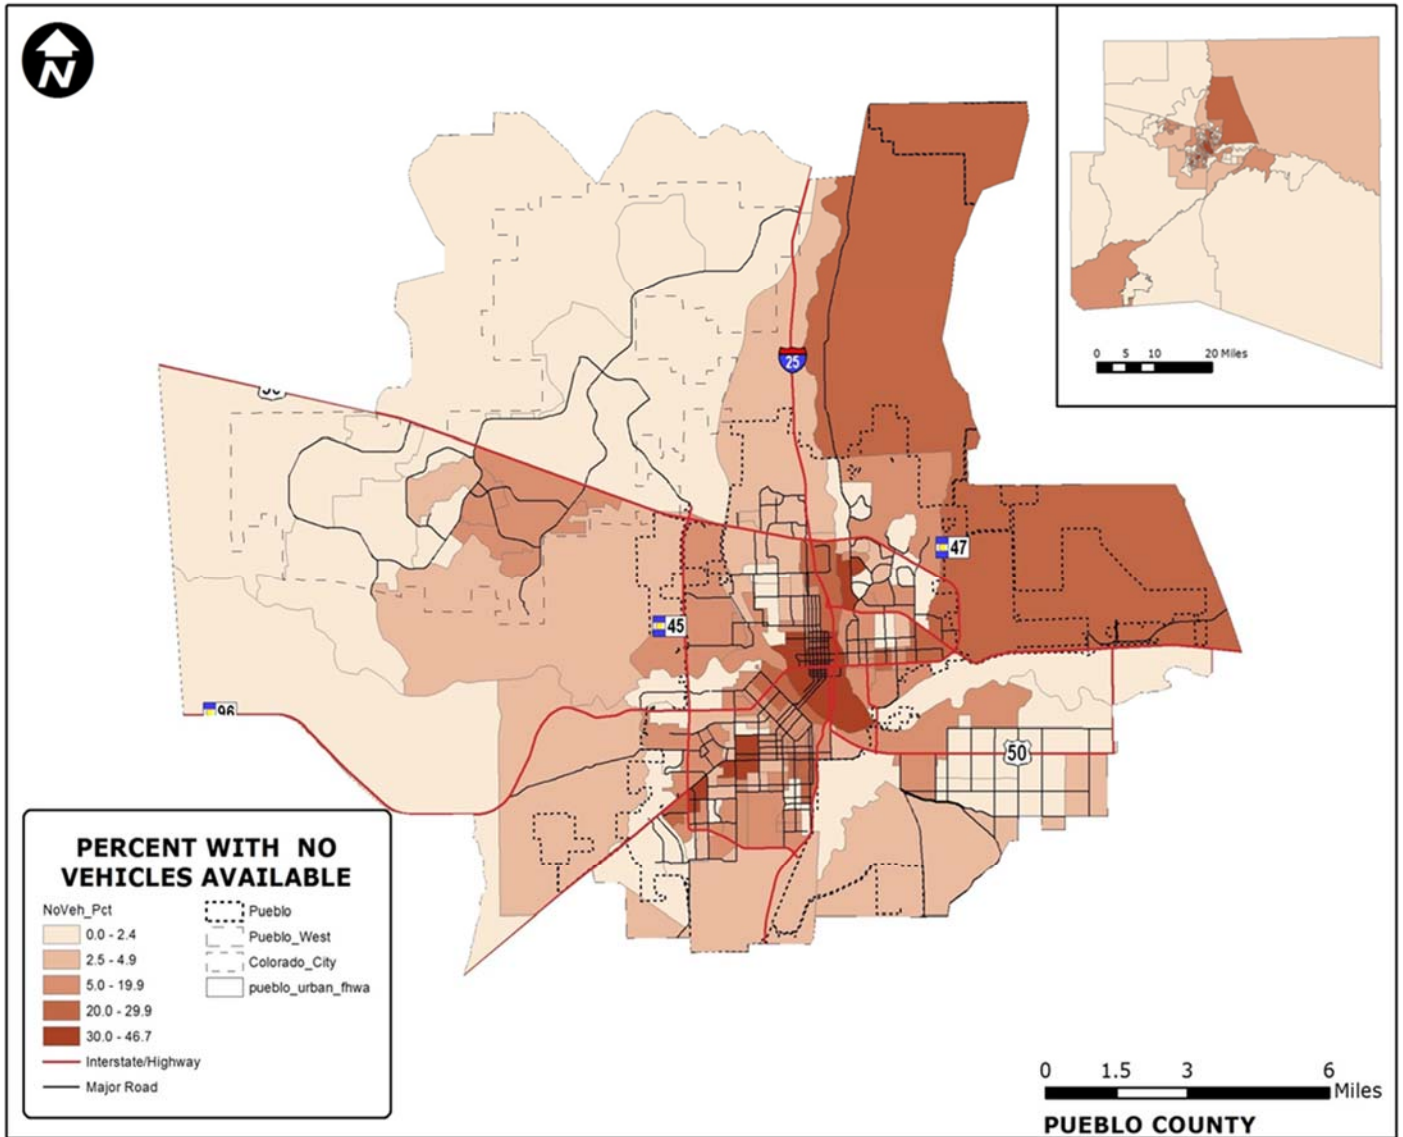 N
0 5 10 20 Miles
25
47
45
96
50
PERCENT WITH NO
VEHICLES AVAILABLE
NoVeh_Pct
0.0 - 2.4
2.5 - 4.9
5.0 - 19.9
20.0 - 29.9
30.0 - 46.7
Interstate/Highway
Major Road
Pueblo
Pueblo_West
Colorado_City
pueblo_urban_fhwa
0 1.5 3 6
Miles
PUEBLO COUNTY